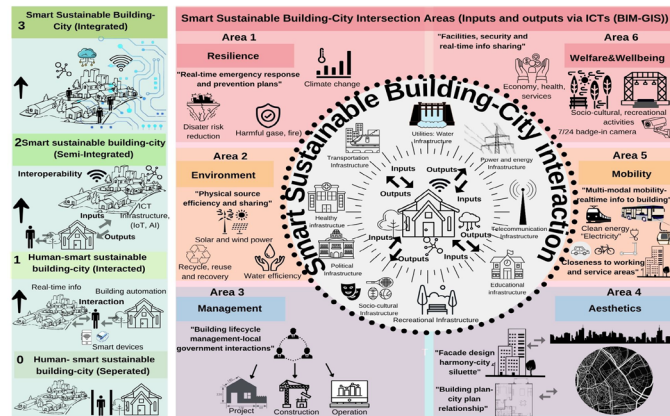 Smart Sustainable Building-
City (Integrated)
3
2
Smart sustainable building-city
(Semi-Integrated)
Interoperability
ICT
Infrastructure,
(IoT, AI)
Inputs
Outputs
1
Human-smart sustainable
building-city (Interacted)
Real-time info
Building automation
Interaction
Smart devices
0
Human- smart sustainable
building-city (Seperated)
Smart Sustainable Building-City Intersection Areas (Inputs and outputs via ICTs (BIM-GIS))
Area 1
Resilience
"Real-time emergency response
and prevention plans"
Climate change
Disater risk
reduction
Harmful gase, fire)
Area 2
Environment
"Physical source
efficiency and sharing"
Solar and wind power
Recycle, reuse
and recovery
Water efficiency
Area 3
Management
"Building lifecycle
management-local
government interactions"
Project
Construction
Operation
Smart Sustainable Building-City Interaction
Utilities: Water
Infrastructure
Transportation
Infrastructure
Power and energy
Infrastructure
Inputs
Outputs
Outputs
Inputs
Healthy
infrastructue
Telecommunication
Infrastructure
Inputs
Outputs
Inputs
Outputs
Political
Infrastructure
Educational
Infrastructure
Socio-cultural
Infrastructure
Recreational Infrastructure
"Facilities, security and
real-time info sharing"
Area 6
Welfare&Wellbeing
Economy, health,
services
Socio-cultural, recreational
activities
7/24 badge-in camera
Area 5
Mobility
"Multi-modal mobility-
realtime info to building"
Clean energy
"Electricity"
"Closeness to working
and service areas"
Area 4
Aesthetics
"Facade design
harmony-city
siluette"
"Building plan-
city plan
relationship"